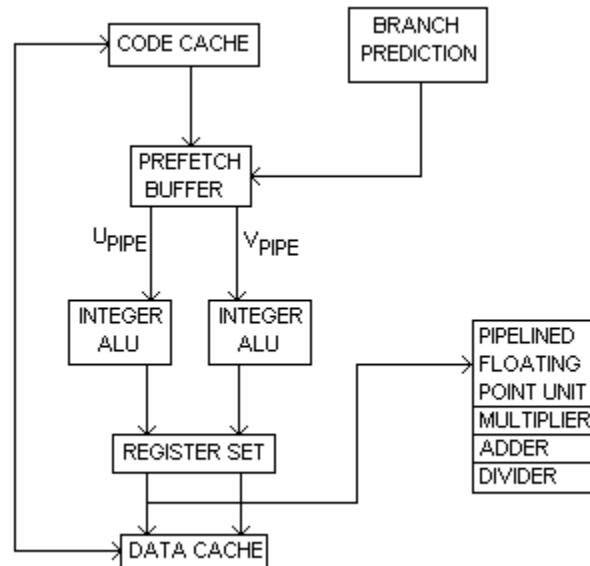 CODE CACHE
BRANCH
PREDICTION
PREFETCH
BUFFER
UPIPE
VPIPE
INTEGER
ALU
INTEGER
ALU
PIPELINED
FLOATING
POINT UNIT
MULTIPLIER
ADDER
DIVIDER
REGISTER SET
DATA CACHE